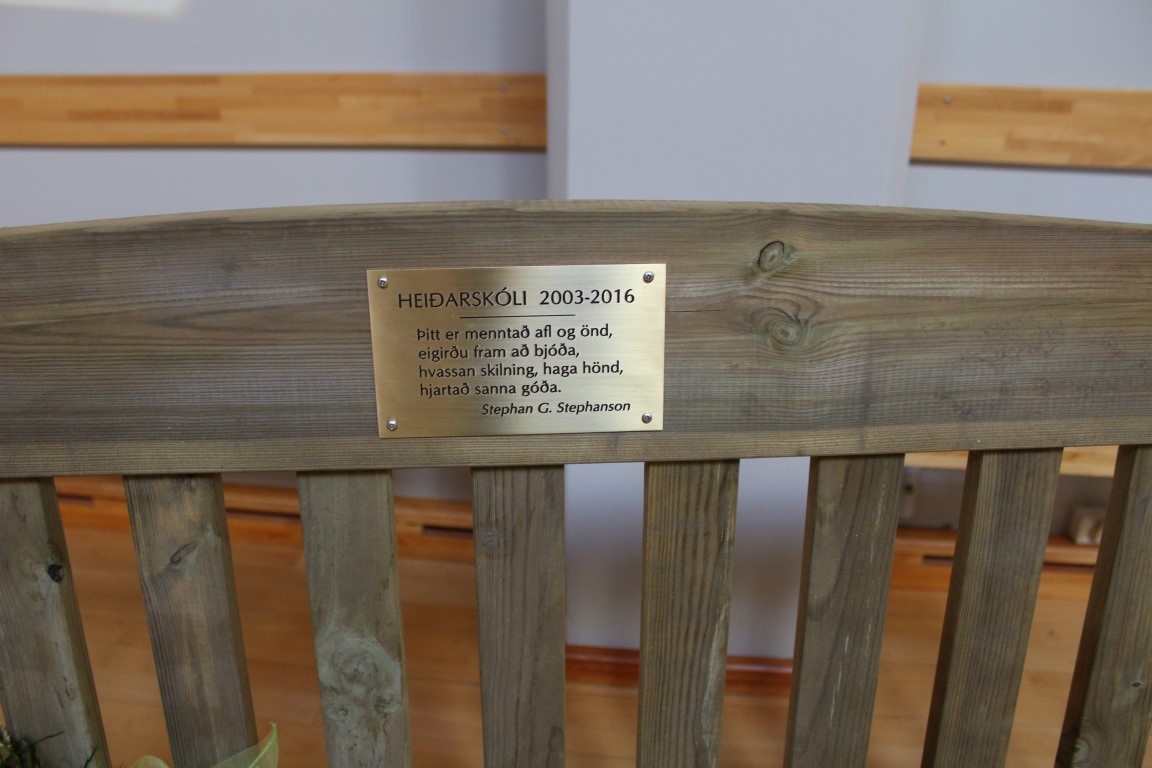 HEIÐARSKÓLI 2003-2016
Þitt er menntað afl og önd,
eigirðu fram að bjóða,
hvassan skilning, haga hönd,
hjartað sanna góða.
Stephan G. Stephanson